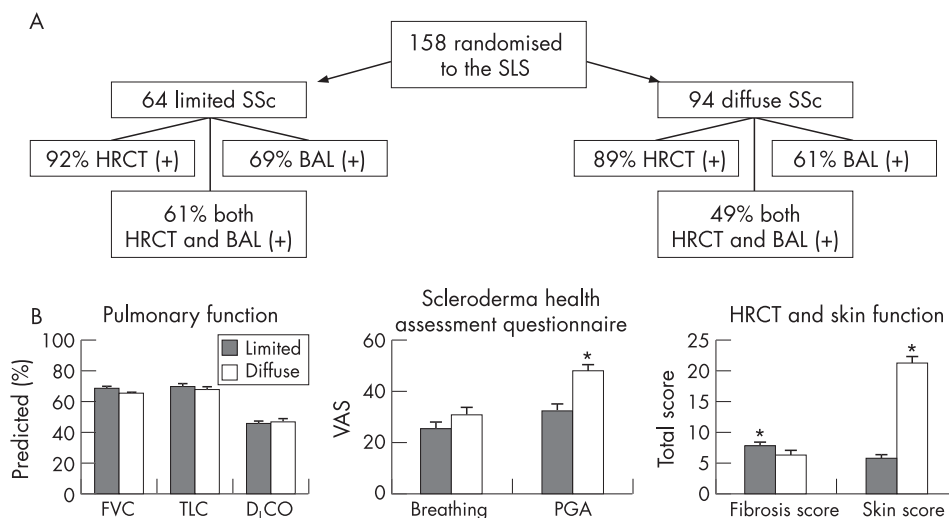 A
158 randomised
to the SLS
64 limited SSc
94 diffuse SSc
92% HRCT (+)
69% BAL (+)
89% HRCT (+)
61% BAL (+)
61% both
HRCT and BAL (+)
49% both
HRCT and BAL (+)
B
Pulmonary function
Predicted (%)
100
80
60
40
20
0
Limited
Diffuse
FVC
TLC
DLCO
Scleroderma health
assessment questionnaire
VAS
60
40
20
0
*
Breathing
PGA
HRCT and skin function
Total score
25
20
15
10
5
0
*
*
Fibrosis score
Skin score